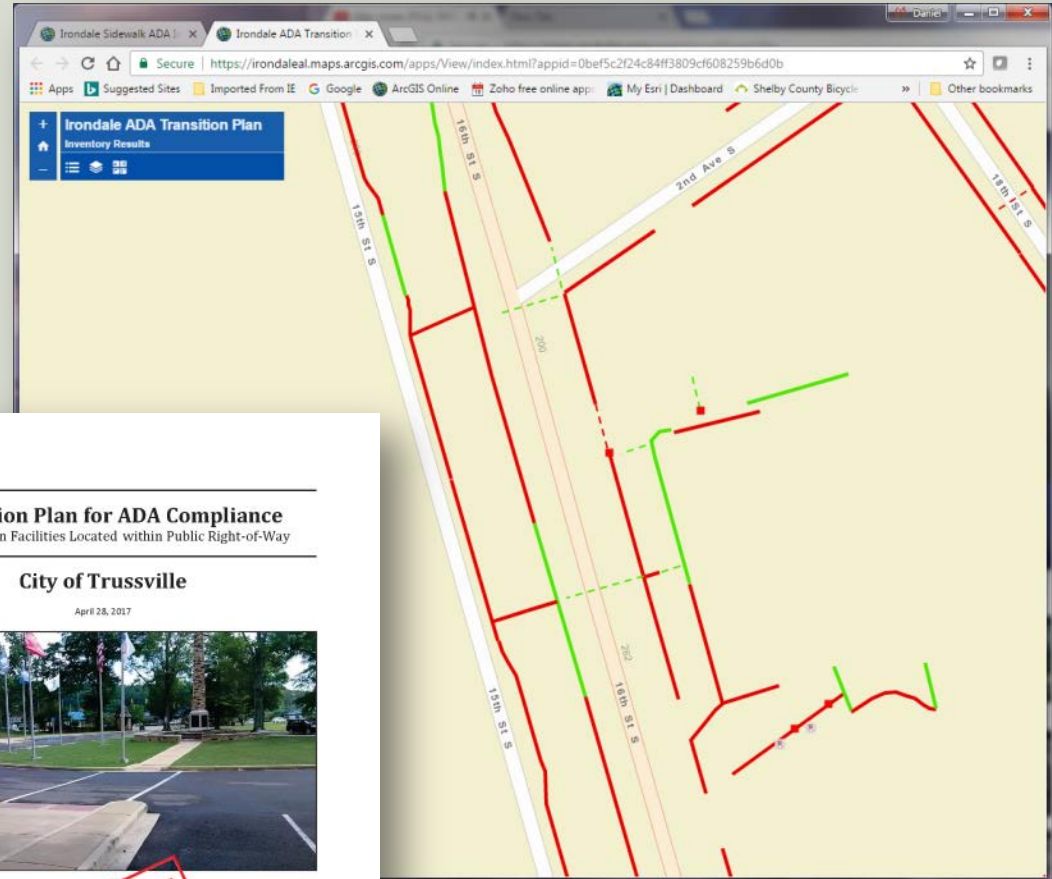 Daniel
Irondale Sidewalk ADA I
Irondale ADA Transition
Secure | https://irondaleal.maps.arcgis.com/apps/View/index.html?appid=0bef5c2f24c84ff3809cf608259b6d0b
Apps Suggested Sites Imported From IE Google ArcGIS Online Zoho free online app: My Esri | Dashboard Shelby County Bicycle » Other bookmarks
+ Irondale ADA Transition Plan
Inventory Results
16th St S
2nd Ave S
18th St S
15th St S
200
282
15th St S
16th St S
R
R
ion Plan for ADA Compliance
n Facilities Located within Public Right-of-Way
City of Trussville
April 28, 2017